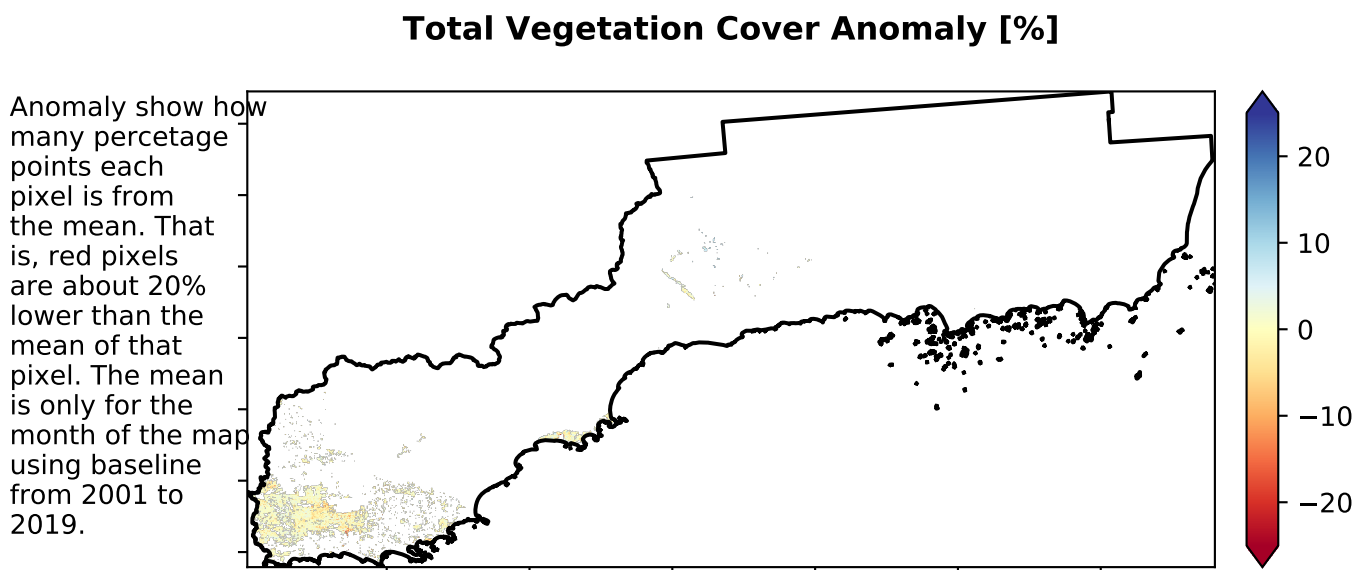 Total Vegetation Cover Anomaly [%]
Anomaly show how
many percetage
points each
pixel is from
the mean. That
is, red pixels
are about 20%
lower than the
mean of that
pixel. The mean
is only for the
month of the map
using baseline
from 2001 to
2019.
20
10
0
−10
−20